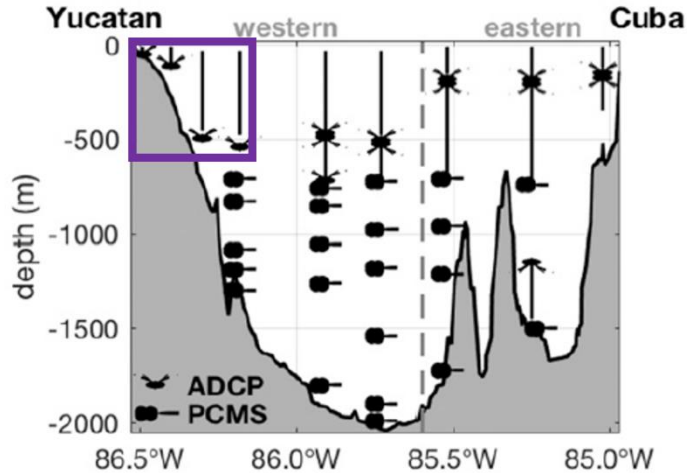 Yucatan western eastern Cuba
0
-500
-1000
-1500
-2000
depth (m)
ADCP
PCMS
86.5°W 86.0°W 85.5°W 85.0°W